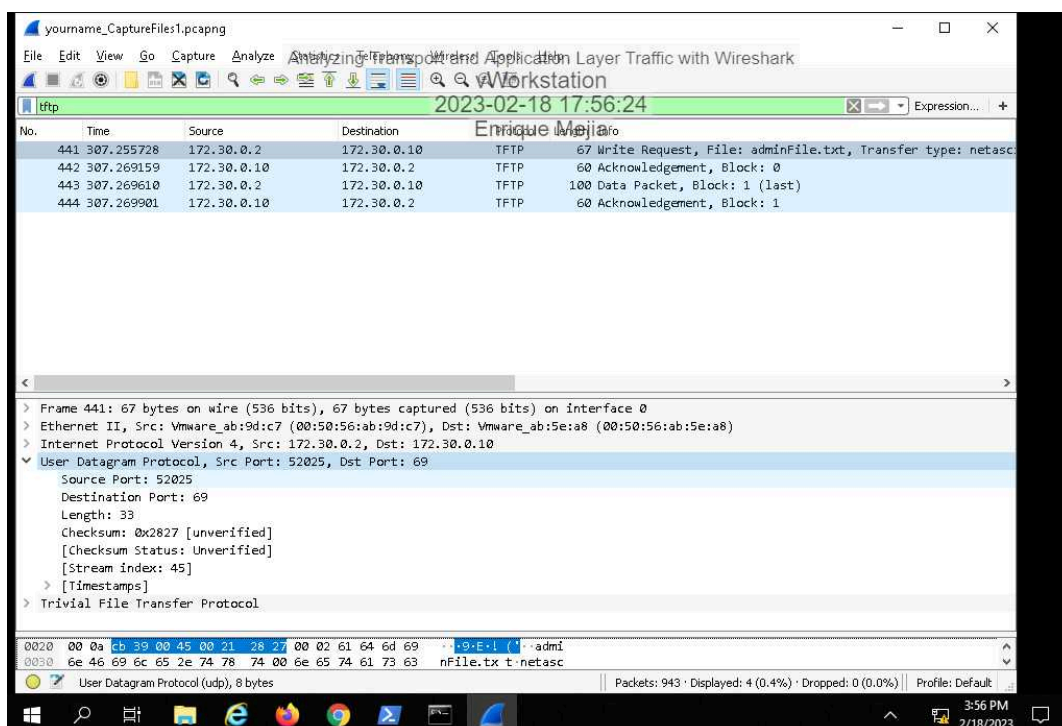 yourname_CaptureFiles1.pcapng
File Edit View Go Capture Analyze Statistics Telephony Wireless Tools Help
Analyzing Transport and Application Layer Traffic with Wireshark
vWorkstation
2023-02-18 17:56:24
Enrique Mejia
tftp Expression... +
No. Time Source Destination Protocol Length Info
441 307.255728 172.30.0.2 172.30.0.10 TFTP 67 Write Request, File: adminFile.txt, Transfer type: netasc
442 307.269159 172.30.0.10 172.30.0.2 TFTP 60 Acknowledgement, Block: 0
443 307.269610 172.30.0.2 172.30.0.10 TFTP 100 Data Packet, Block: 1 (last)
444 307.269901 172.30.0.10 172.30.0.2 TFTP 60 Acknowledgement, Block: 1
Frame 441: 67 bytes on wire (536 bits), 67 bytes captured (536 bits) on interface 0
Ethernet II, Src: Vmware_ab:9d:c7 (00:50:56:ab:9d:c7), Dst: Vmware_ab:5e:a8 (00:50:56:ab:5e:a8)
Internet Protocol Version 4, Src: 172.30.0.2, Dst: 172.30.0.10
User Datagram Protocol, Src Port: 52025, Dst Port: 69
Source Port: 52025
Destination Port: 69
Length: 33
Checksum: 0x2827 [unverified]
[Checksum Status: Unverified]
[Stream index: 45]
[Timestamps]
Trivial File Transfer Protocol
0020 00 0a cb 39 00 45 00 21 28 27 00 02 61 64 6d 69 ···9·E·! ('··admi
0030 6e 46 69 6c 65 2e 74 78 74 00 6e 65 74 61 73 63 nFile.tx t·netasc
User Datagram Protocol (udp), 8 bytes Packets: 943 · Displayed: 4 (0.4%) · Dropped: 0 (0.0%) Profile: Default
3:56 PM
2/18/2023